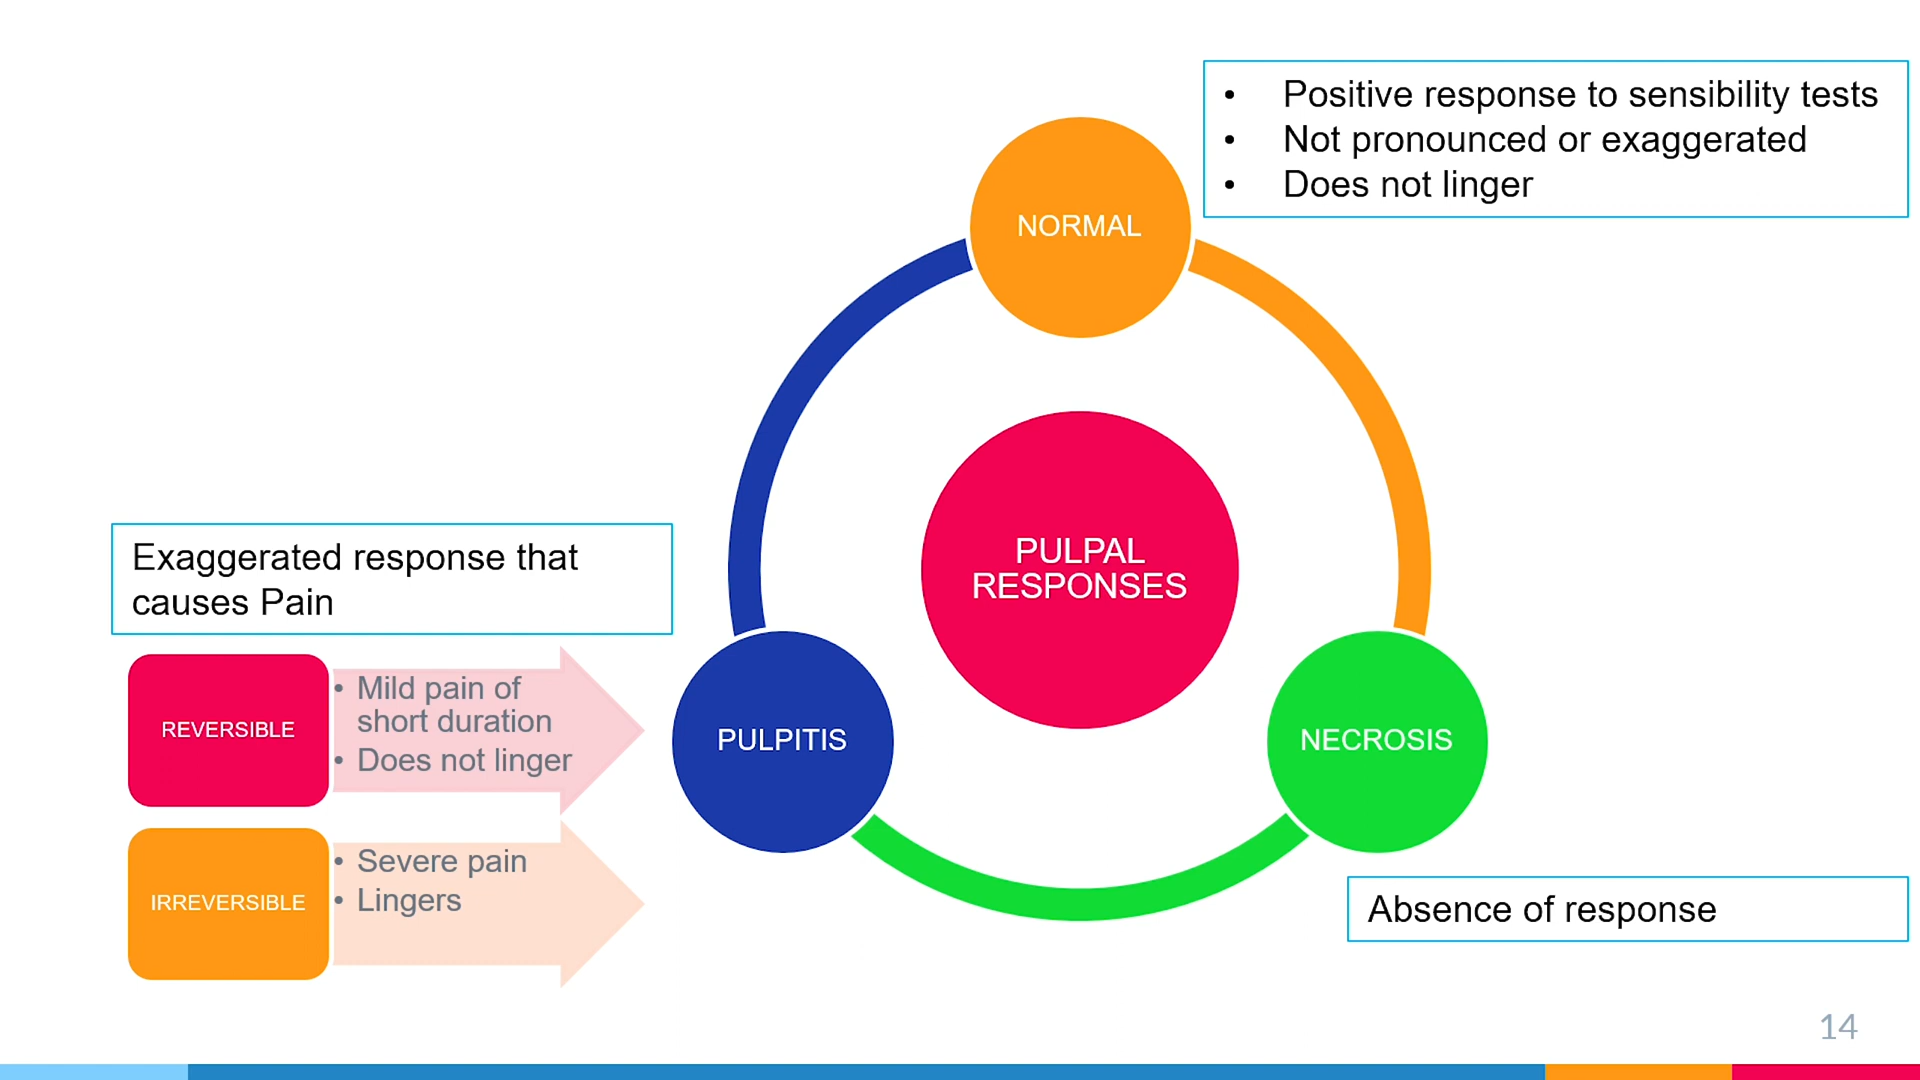 • Positive response to sensibility tests
• Not pronounced or exaggerated
• Does not linger
NORMAL
PULPAL
RESPONSES
Exaggerated response that
causes Pain
REVERSIBLE
• Mild pain of
short duration
• Does not linger
IRREVERSIBLE
• Severe pain
• Lingers
PULPITIS
NECROSIS
Absence of response
14